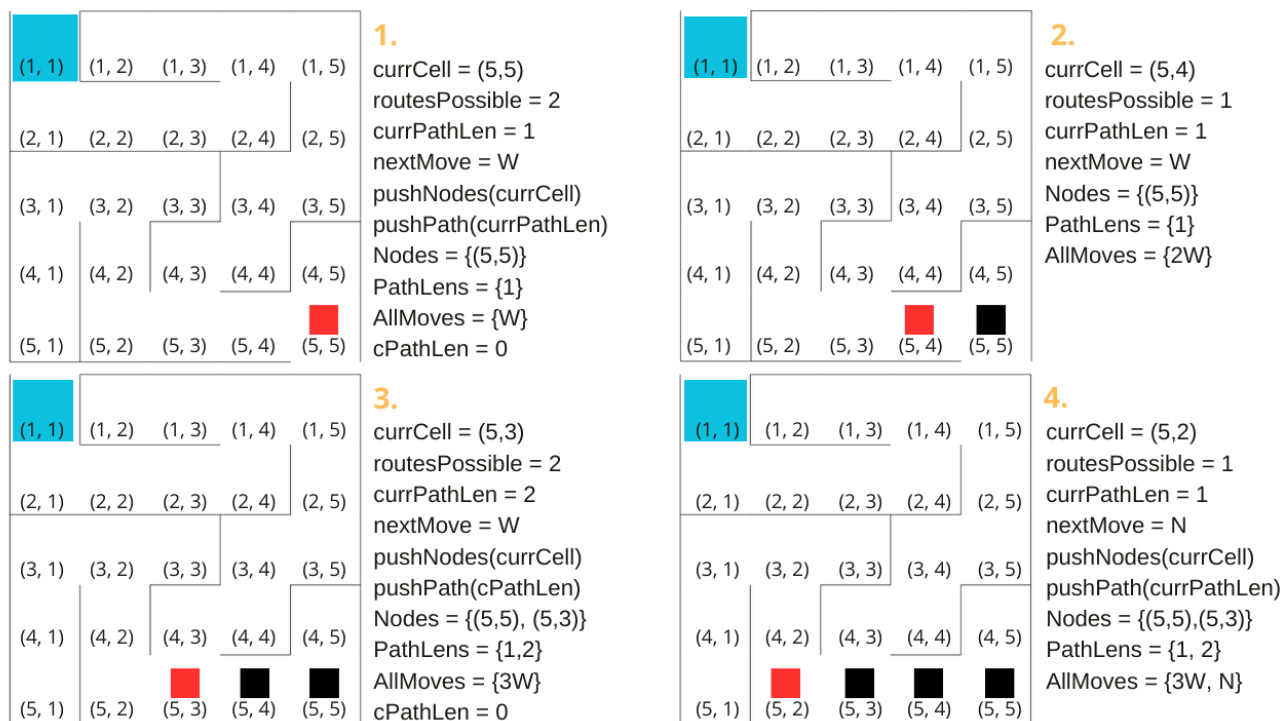 (1, 1) (1, 2) (1, 3) (1, 4) (1, 5)
(2, 1) (2, 2) (2, 3) (2, 4) (2, 5)
(3, 1) (3, 2) (3, 3) (3, 4) (3, 5)
(4, 1) (4, 2) (4, 3) (4, 4) (4, 5)
(5, 1) (5, 2) (5, 3) (5, 4) (5, 5)
1.
currCell = (5,5)
routesPossible = 2
currPathLen = 1
nextMove = W
pushNodes(currCell)
pushPath(currPathLen)
Nodes = {(5,5)}
PathLens = {1}
AllMoves = {W}
cPathLen = 0
(1, 1) (1, 2) (1, 3) (1, 4) (1, 5)
(2, 1) (2, 2) (2, 3) (2, 4) (2, 5)
(3, 1) (3, 2) (3, 3) (3, 4) (3, 5)
(4, 1) (4, 2) (4, 3) (4, 4) (4, 5)
(5, 1) (5, 2) (5, 3) (5, 4) (5, 5)
2.
currCell = (5,4)
routesPossible = 1
currPathLen = 1
nextMove = W
Nodes = {(5,5)}
PathLens = {1}
AllMoves = {2W}
(1, 1) (1, 2) (1, 3) (1, 4) (1, 5)
(2, 1) (2, 2) (2, 3) (2, 4) (2, 5)
(3, 1) (3, 2) (3, 3) (3, 4) (3, 5)
(4, 1) (4, 2) (4, 3) (4, 4) (4, 5)
(5, 1) (5, 2) (5, 3) (5, 4) (5, 5)
3.
currCell = (5,3)
routesPossible = 2
currPathLen = 2
nextMove = W
pushNodes(currCell)
pushPath(cPathLen)
Nodes = {(5,5), (5,3)}
PathLens = {1,2}
AllMoves = {3W}
cPathLen = 0
(1, 1) (1, 2) (1, 3) (1, 4) (1, 5)
(2, 1) (2, 2) (2, 3) (2, 4) (2, 5)
(3, 1) (3, 2) (3, 3) (3, 4) (3, 5)
(4, 1) (4, 2) (4, 3) (4, 4) (4, 5)
(5, 1) (5, 2) (5, 3) (5, 4) (5, 5)
4.
currCell = (5,2)
routesPossible = 1
currPathLen = 1
nextMove = N
pushNodes(currCell)
pushPath(currPathLen)
Nodes = {(5,5),(5,3)}
PathLens = {1, 2}
AllMoves = {3W, N}